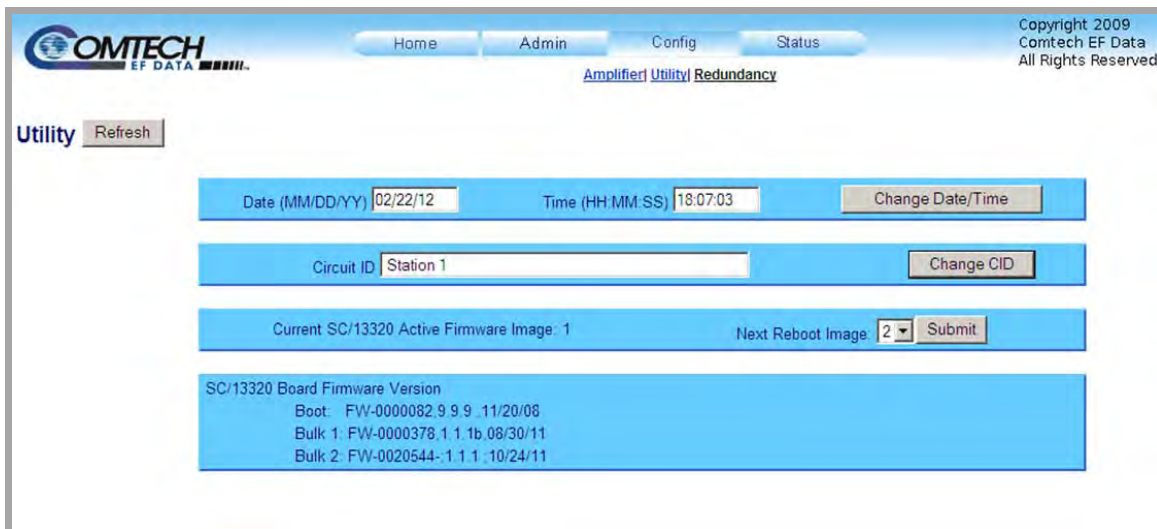 COMTECH
EF DATA
Home Admin Config Status
Copyright 2009
Comtech EF Data
All Rights Reserved
Amplifier| Utility| Redundancy
Utility Refresh
Date (MM/DD/YY) 02/22/12 Time (HH:MM:SS) 18:07:03 Change Date/Time
Circuit ID Station 1 Change CID
Current SC/13320 Active Firmware Image: 1 Next Reboot Image: 2 Submit
SC/13320 Board Firmware Version
Boot: FW-0000082,9.9.9 ,11/20/08
Bulk 1: FW-0000378,1.1.1b,08/30/11
Bulk 2: FW-0020544-,1.1.1 ,10/24/11